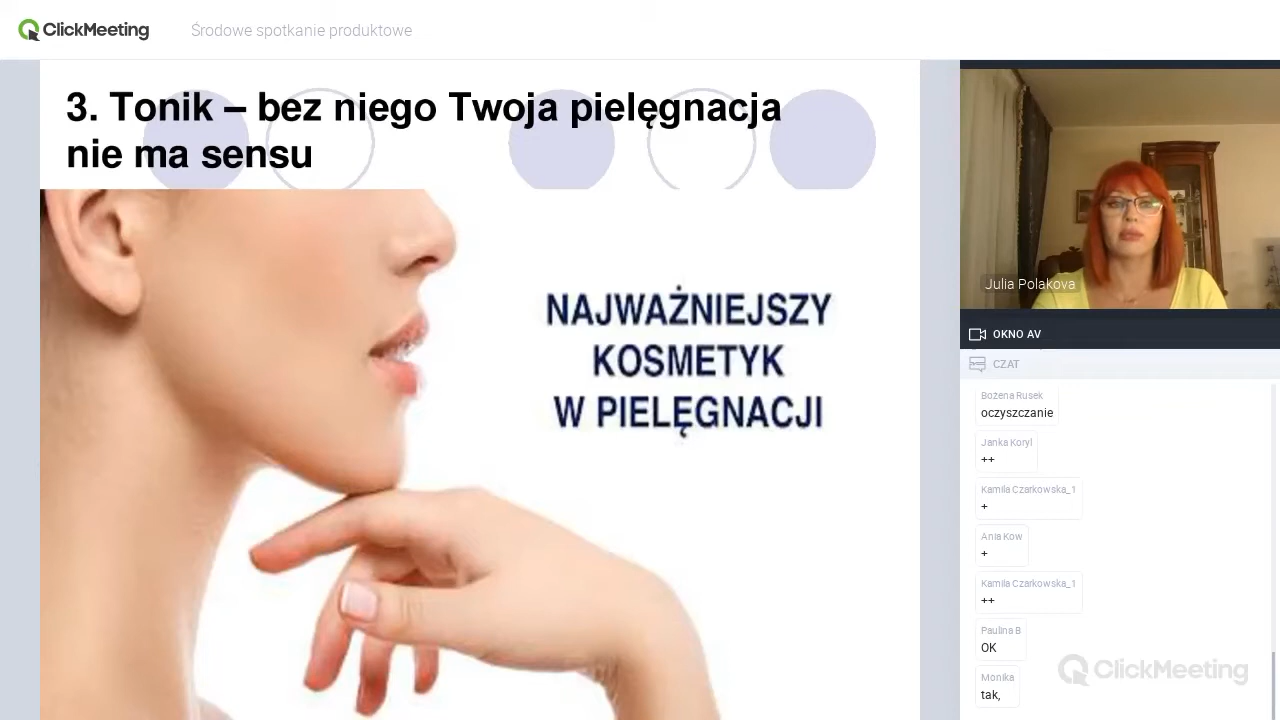 ClickMeeting
Środowe spotkanie produktowe
3. Tonik – bez niego Twoja pielęgnacja
nie ma sensu
NAJWAŻNIEJSZY
KOSMETYK
W PIELĘGNACJI
Julia Polakova
OKNO AV
CZAT
Bożena Rusek
oczyszczanie
Janka Koryl
++
Kamila Czarkowska_1
+
Ania Kow
+
Kamila Czarkowska_1
++
Paulina B
OK
Monika
tak,
ClickMeeting